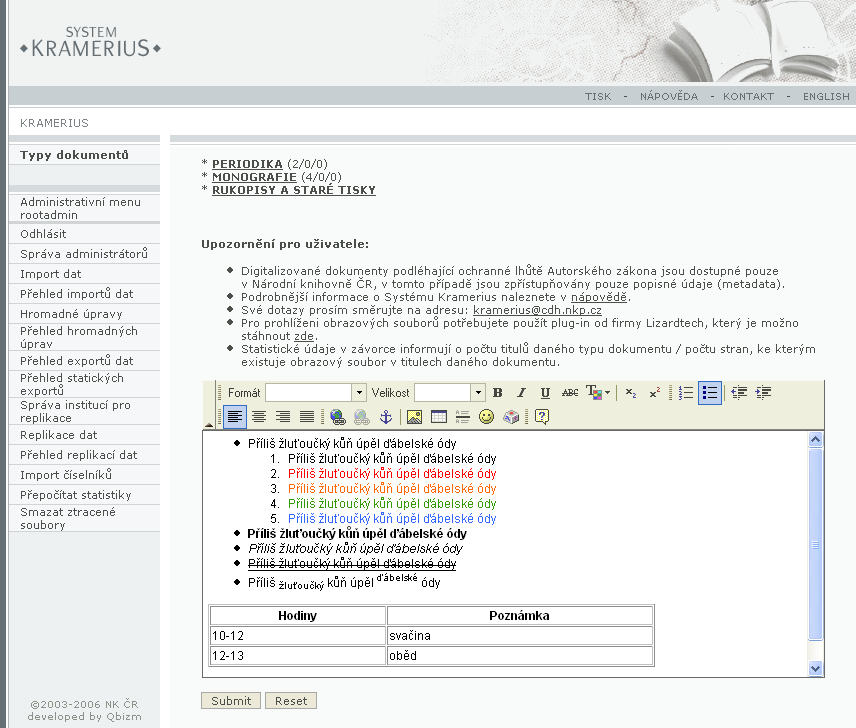 SYSTEM
KRAMERIUS
TISK - NÁPOVĚDA - KONTAKT - ENGLISH
KRAMERIUS
Typy dokumentů
Administrativní menu
rootadmin
Odhlásit
Správa administrátorů
Import dat
Přehled importů dat
Hromadné úpravy
Přehled hromadných
úprav
Přehled exportů dat
Přehled statických
exportů
Správa institucí pro
replikace
Replikace dat
Přehled replikací dat
Import číselníků
Přepočítat statistiky
Smazat ztracené
soubory
©2003-2006 NK ČR
developed by Qbizm
* PERIODIKA (2/0/0)
* MONOGRAFIE (4/0/0)
* RUKOPISY A STARÉ TISKY
Upozornění pro uživatele:
Digitalizované dokumenty podléhající ochranné lhůtě Autorského zákona jsou dostupné pouze
v Národní knihovně ČR, v tomto případě jsou zpřístupňovány pouze popisné údaje (metadata).
Podrobnější informace o Systému Kramerius naleznete v nápovědě.
Své dotazy prosím směrujte na adresu: kramerius@cdh.nkp.cz
Pro prohlížení obrazových souborů potřebujete použít plug-in od firmy Lizardtech, který je možno
stáhnout zde.
Statistické údaje v závorce informují o počtu titulů daného typu dokumentu / počtu stran, ke kterým
existuje obrazový soubor v titulech daného dokumentu.
Formát Velikost B I U ABC T x₂ x²
Příliš žluťoučký kůň úpěl ďábelské ódy
1. Příliš žluťoučký kůň úpěl ďábelské ódy
2. Příliš žluťoučký kůň úpěl ďábelské ódy
3. Příliš žluťoučký kůň úpěl ďábelské ódy
4. Příliš žluťoučký kůň úpěl ďábelské ódy
5. Příliš žluťoučký kůň úpěl ďábelské ódy
Příliš žluťoučký kůň úpěl ďábelské ódy
Příliš žluťoučký kůň úpěl ďábelské ódy
Příliš žluťoučký kůň úpěl ďábelské ódy
Příliš žluťoučký kůň úpěl ďábelské ódy
Hodiny Poznámka
10-12 svačina
12-13 oběd
Submit Reset